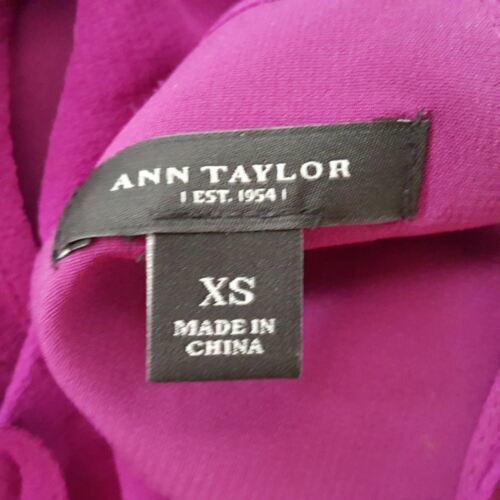 ANN TAYLOR
| EST. 1954 |
XS
MADE IN
CHINA